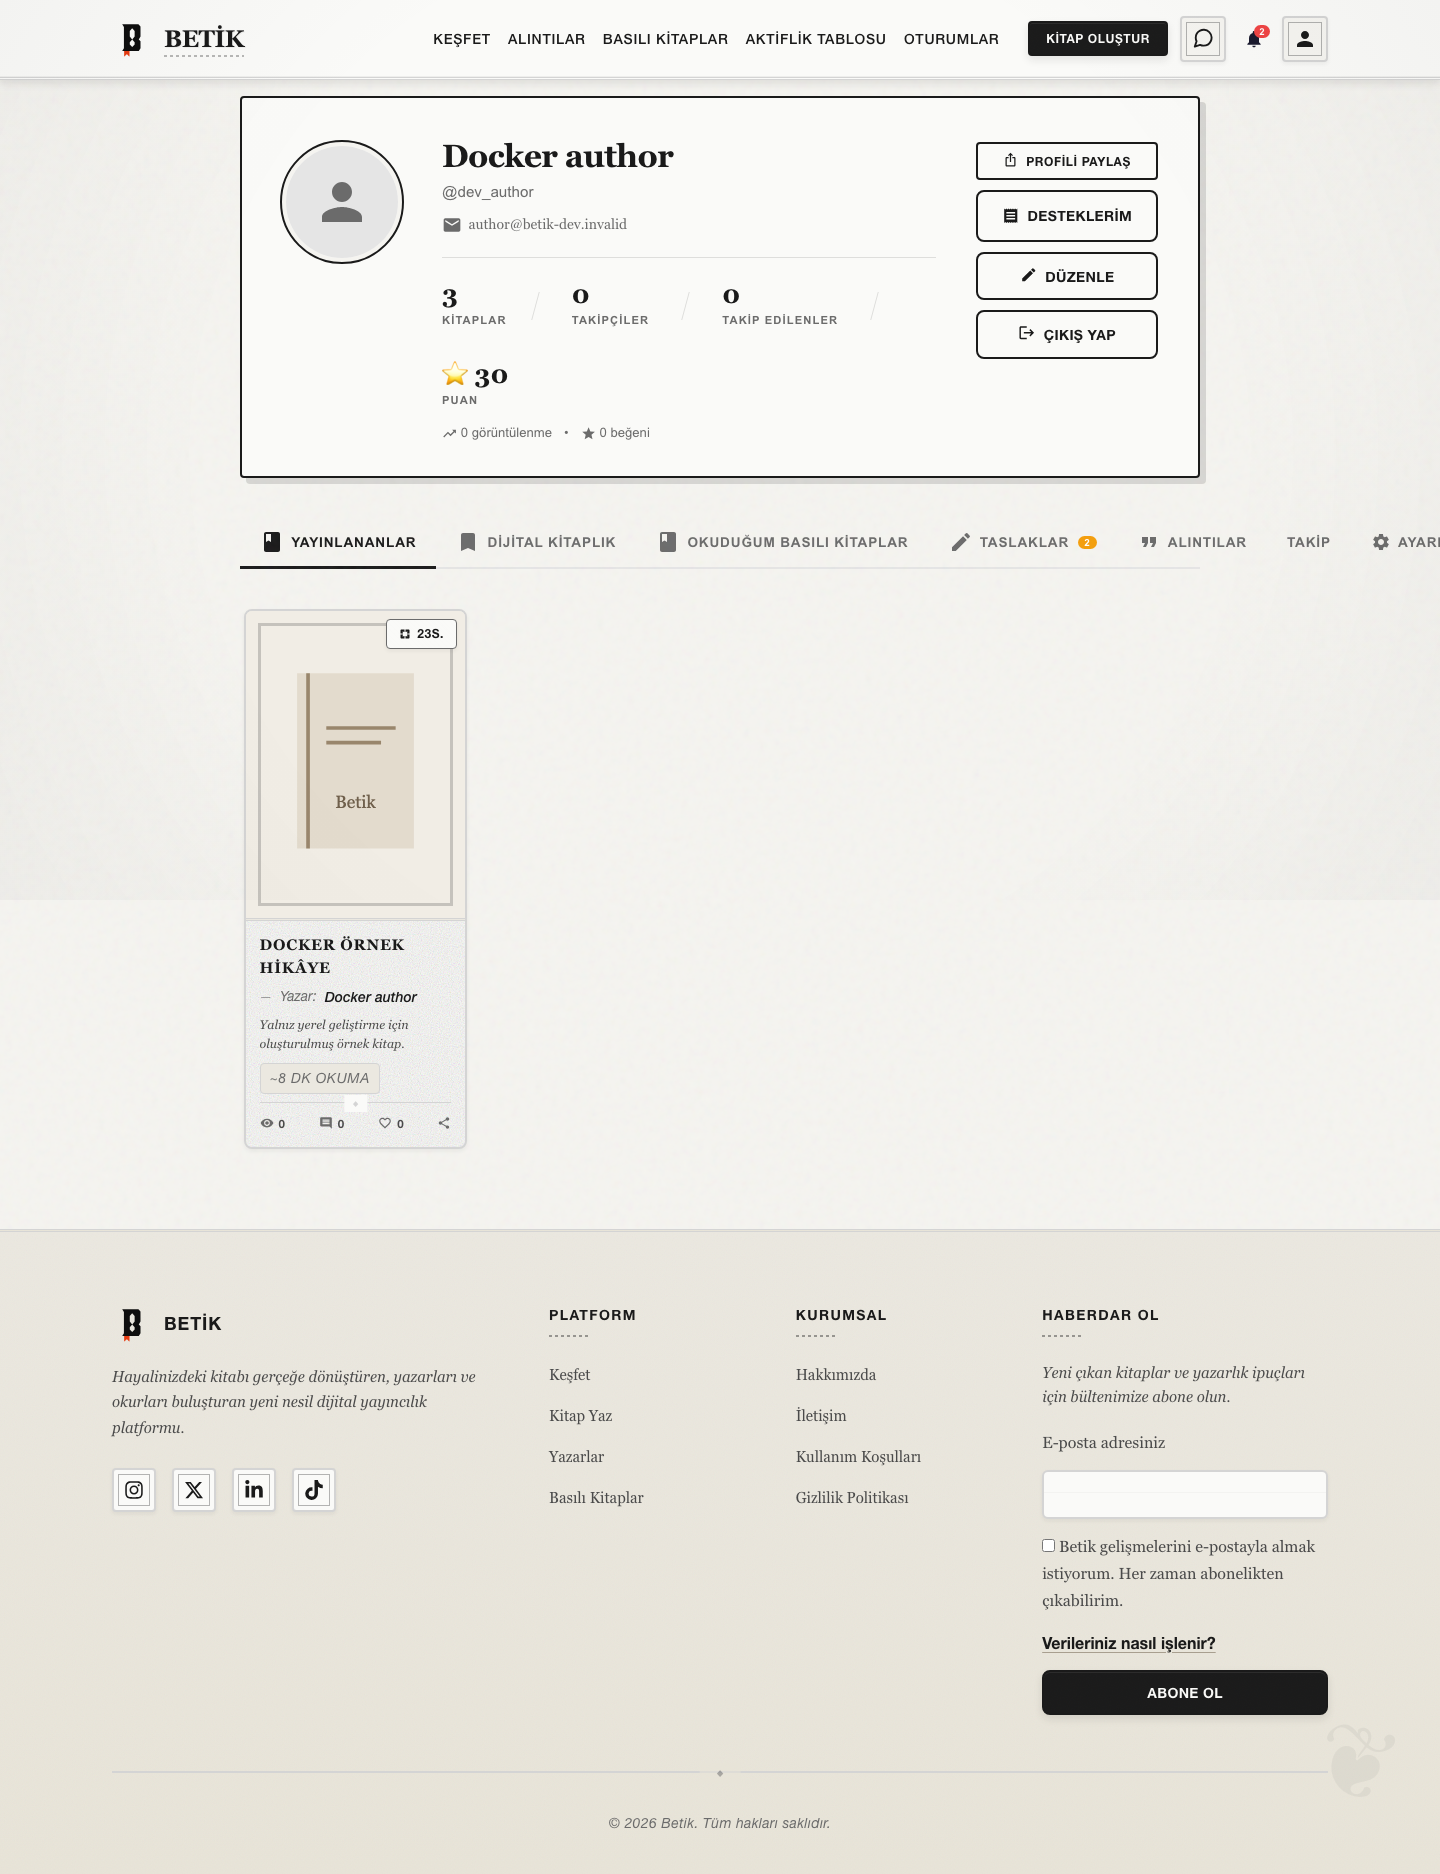 BETİK
KEŞFET ALINTILAR BASILI KİTAPLAR AKTİFLİK TABLOSU OTURUMLAR KİTAP OLUŞTUR 2
Docker author
@dev_author
author@betik-dev.invalid
PROFİLİ PAYLAŞ
DESTEKLERİM
DÜZENLE
ÇIKIŞ YAP
3 0 0
KİTAPLAR TAKİPÇİLER TAKİP EDİLENLER
30
PUAN
0 görüntülenme • 0 beğeni
YAYINLANANLAR DİJİTAL KİTAPLIK OKUDUĞUM BASILI KİTAPLAR TASLAKLAR 2 ALINTILAR TAKİP
23S.
Betik
DOCKER ÖRNEK
HİKÂYE
— Yazar: Docker author
Yalnız yerel geliştirme için
oluşturulmuş örnek kitap.
~8 DK OKUMA
0 0 0
BETİK
Hayalinizdeki kitabı gerçeğe dönüştüren, yazarları ve
okurları buluşturan yeni nesil dijital yayıncılık
platformu.
PLATFORM
Keşfet
Kitap Yaz
Yazarlar
Basılı Kitaplar
KURUMSAL
Hakkımızda
İletişim
Kullanım Koşulları
Gizlilik Politikası
HABERDAR OL
Yeni çıkan kitaplar ve yazarlık ipuçları
için bültenimize abone olun.
E-posta adresiniz
Betik gelişmelerini e-postayla almak
istiyorum. Her zaman abonelikten
çıkabilirim.
Verileriniz nasıl işlenir?
ABONE OL
© 2026 Betik. Tüm hakları saklıdır.